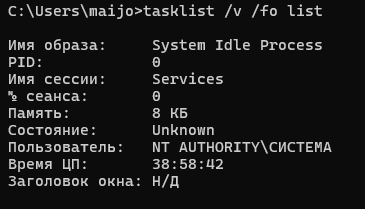 C:\Users\maijo>tasklist /v /fo list
Имя образа: System Idle Process
PID: 0
Имя сессии: Services
№ сеанса: 0
Память: 8 КБ
Состояние: Unknown
Пользователь: NT AUTHORITY\СИСТЕМА
Время ЦП: 38:58:42
Заголовок окна: Н/Д